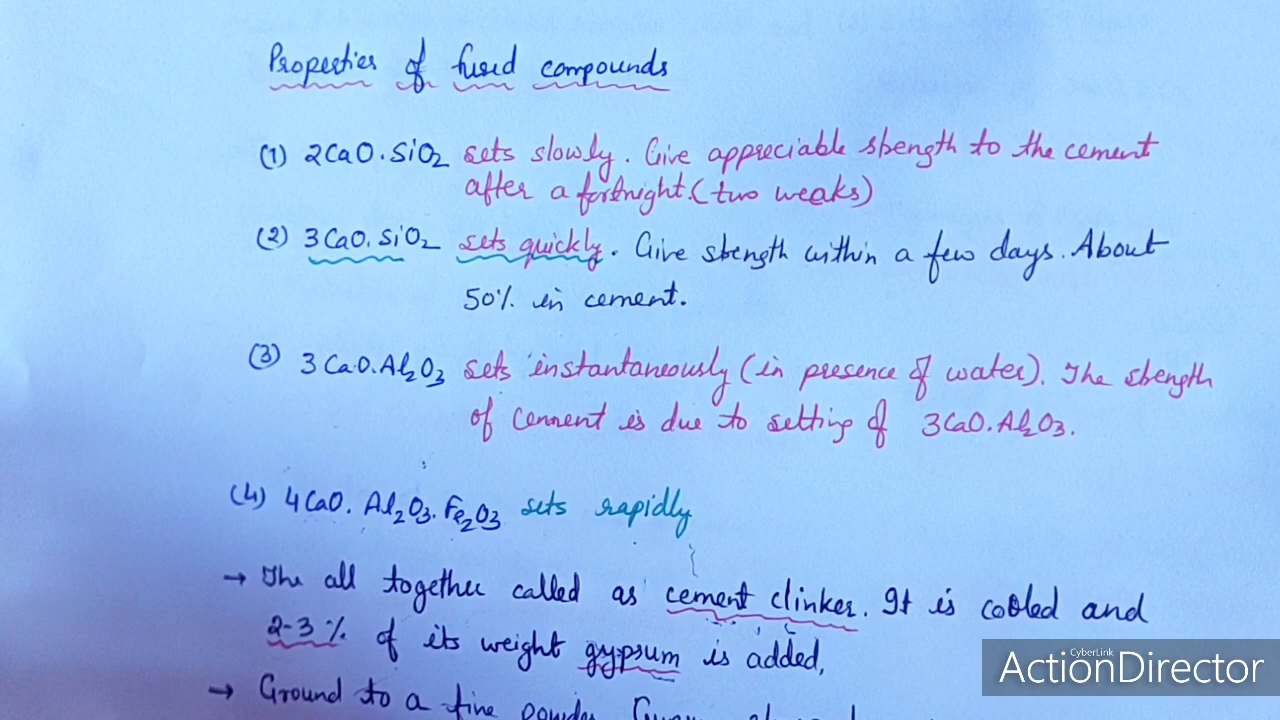 Properties of fused compounds
(1) 2CaO.SiO2 sets slowly. Give appreciable strength to the cement
after a fortnight.(two weaks)
(2) 3CaO.SiO2 sets quickly. Give strength within a few days. About
50% in cement.
(3) 3CaO.Al2O3 sets instantaneously (in presence of water). The strength
of cement is due to setting of 3CaO.Al2O3.
(4) 4CaO.Al2O3.Fe2O3 sets rapidly
→ The all together called as cement clinker. It is cooled and
2-3% of its weight gypsum is added,
→ Ground to a fine powder.
CyberLink
ActionDirector